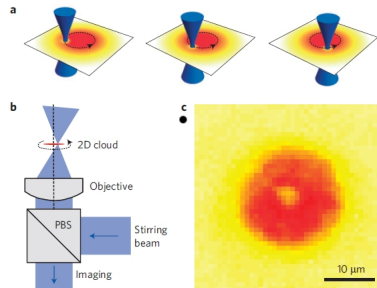 a
b
2D cloud
Objective
PBS
Stirring
beam
Imaging
c
10 μm